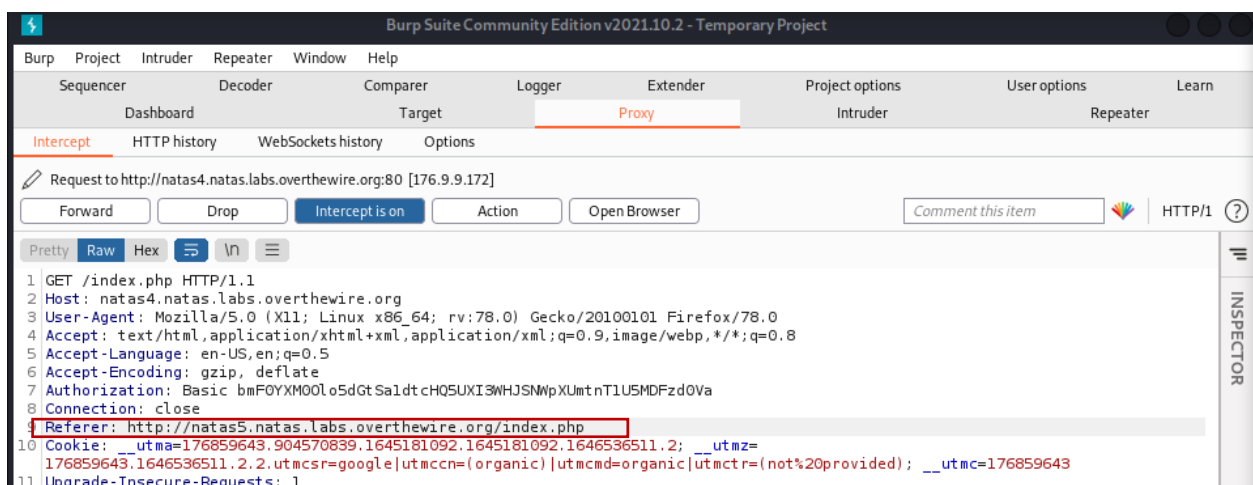 Burp Suite Community Edition v2021.10.2 - Temporary Project
Burp Project Intruder Repeater Window Help
Sequencer Decoder Comparer Logger Extender Project options User options Learn
Dashboard Target Proxy Intruder Repeater
Intercept HTTP history WebSockets history Options
Request to http://natas4.natas.labs.overthewire.org:80 [176.9.9.172]
Forward Drop Intercept is on Action Open Browser Comment this item HTTP/1 ?
Pretty Raw Hex \n
INSPECTOR
1 GET /index.php HTTP/1.1
2 Host: natas4.natas.labs.overthewire.org
3 User-Agent: Mozilla/5.0 (X11; Linux x86_64; rv:78.0) Gecko/20100101 Firefox/78.0
4 Accept: text/html,application/xhtml+xml,application/xml;q=0.9,image/webp,*/*;q=0.8
5 Accept-Language: en-US,en;q=0.5
6 Accept-Encoding: gzip, deflate
7 Authorization: Basic
8 Connection: close
9 Referer: http://natas5.natas.labs.overthewire.org/index.php
10 Cookie: __utma=176859643.904570839.1645181092.1645181092.1646536511.2; __utmz=
176859643.1646536511.2.2.utmcsr=google|utmccn=(organic)|utmcmd=organic|utmctr=(not%20provided); __utmc=176859643
11 Upgrade-Insecure-Requests: 1